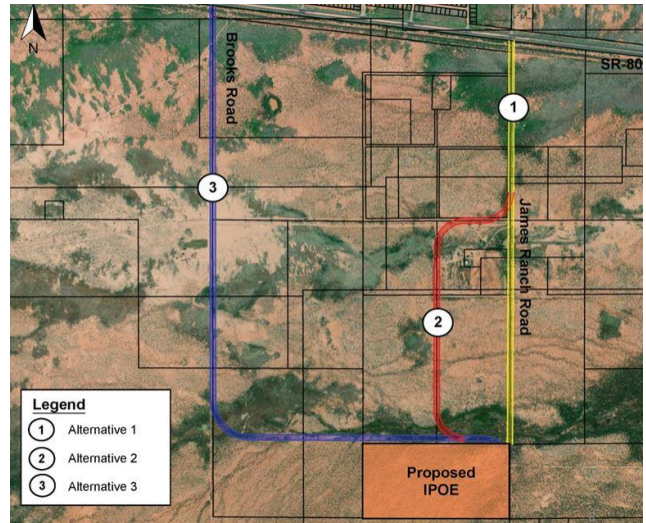 N
SR-80
Brooks Road
1
3
James Ranch Road
2
Legend
1 Alternative 1
2 Alternative 2
3 Alternative 3
Proposed
IPOE